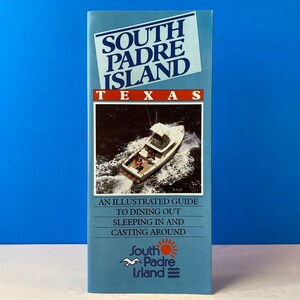 SOUTH
PADRE
ISLAND
TEXAS
AN ILLUSTRATED GUIDE
TO DINING OUT
SLEEPING IN AND
CASTING AROUND
South
Padre
Island